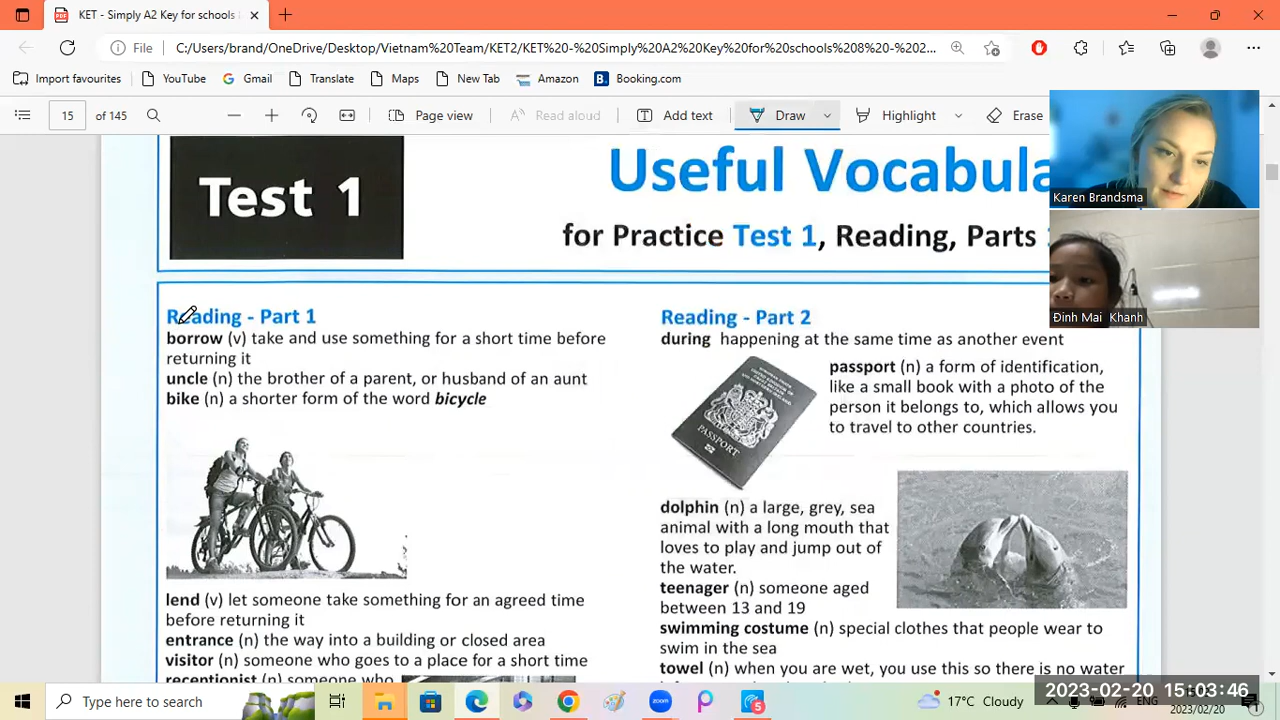 KET - Simply A2 Key for schools
File
C:/Users/brand/OneDrive/Desktop/Vietnam%20Team/KET2/KET%20-%20Simply%20A2%20Key%20for%20schools%208%20-%202...
Import favourites
YouTube
Gmail
Translate
Maps
New Tab
Amazon
Booking.com
15 of 145
Page view
Read aloud
Add text
Draw
Highlight
Erase
Karen Brandsma
Đinh Mai Khanh
Test 1
Useful Vocabula
for Practice Test 1, Reading, Parts
Reading - Part 1
borrow (v) take and use something for a short time before
returning it
uncle (n) the brother of a parent, or husband of an aunt
bike (n) a shorter form of the word bicycle
lend (v) let someone take something for an agreed time
before returning it
entrance (n) the way into a building or closed area
visitor (n) someone who goes to a place for a short time
receptionist (n) someone who
Reading - Part 2
during happening at the same time as another event
PASSPORT
passport (n) a form of identification,
like a small book with a photo of the
person it belongs to, which allows you
to travel to other countries.
dolphin (n) a large, grey, sea
animal with a long mouth that
loves to play and jump out of
the water.
teenager (n) someone aged
between 13 and 19
swimming costume (n) special clothes that people wear to
swim in the sea
towel (n) when you are wet, you use this so there is no water
Type here to search
zoom
5
17°C Cloudy
2023-02-20 15:03:46
2023/02/20